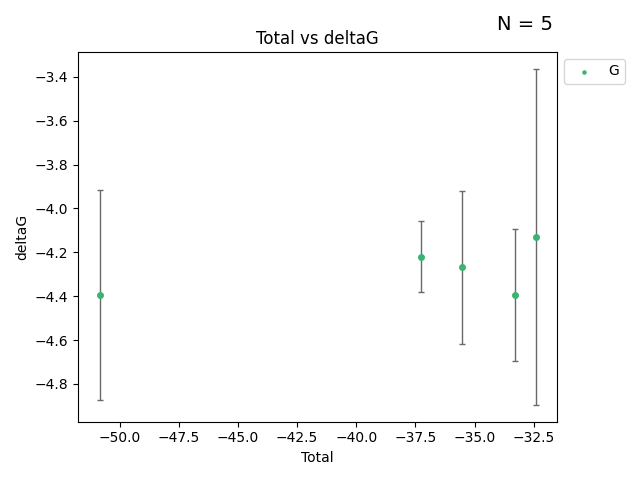 N = 5
Total vs deltaG
G
deltaG
−3.4
−3.6
−3.8
−4.0
−4.2
−4.4
−4.6
−4.8
−50.0 −47.5 −45.0 −42.5 −40.0 −37.5 −35.0 −32.5
Total